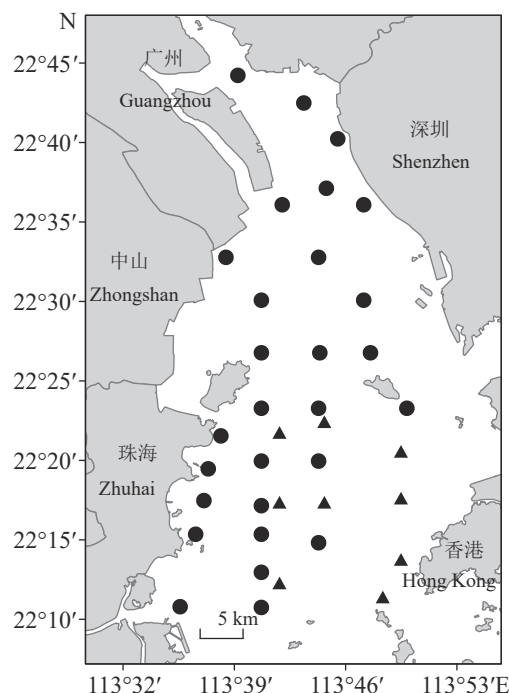 N
22°45′
22°40′
22°35′
22°30′
22°25′
22°20′
22°15′
22°10′
广州
Guangzhou
深圳
Shenzhen
中山
Zhongshan
珠海
Zhuhai
香港
Hong Kong
5 km
113°32′ 113°39′ 113°46′ 113°53′E